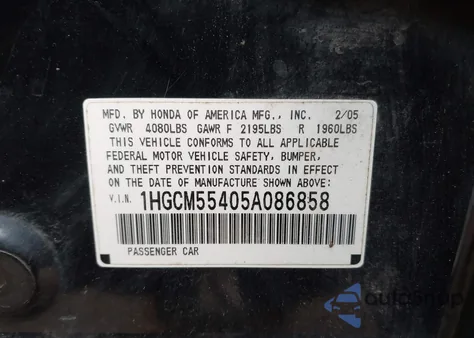 MFD. BY HONDA OF AMERICA MFG., INC. 2/05
GVWR 4080LBS GAWR F 2195LBS R 1960LBS
THIS VEHICLE CONFORMS TO ALL APPLICABLE
FEDERAL MOTOR VEHICLE SAFETY, BUMPER,
AND THEFT PREVENTION STANDARDS IN EFFECT
ON THE DATE OF MANUFACTURE SHOWN ABOVE:
V.I.N. 1HGCM55405A086858
PASSENGER CAR
autoSnap